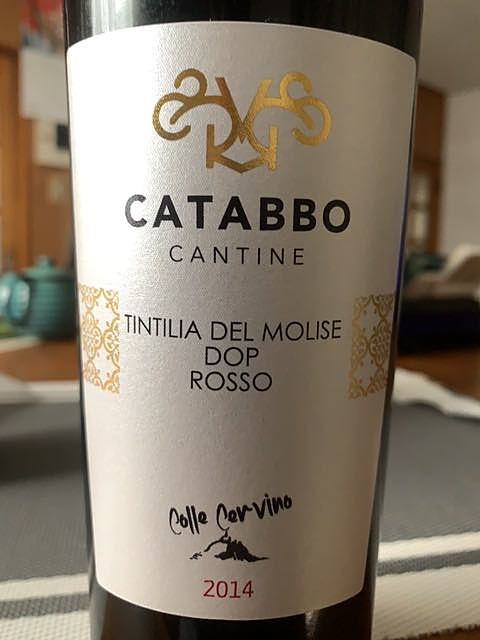 CATABBO
CANTINE
TINTILIA DEL MOLISE
DOP
ROSSO
Colle Cervino
2014